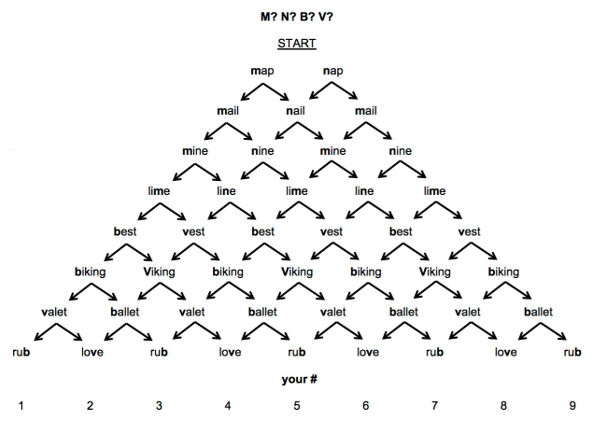 M? N? B? V?
START
map nap
mail nail mail
mine nine mine nine
lime line lime line lime
best vest best vest best vest
biking Viking biking Viking biking Viking biking
valet ballet valet ballet valet ballet valet ballet
rub love rub love rub love rub love rub
your #
1 2 3 4 5 6 7 8 9